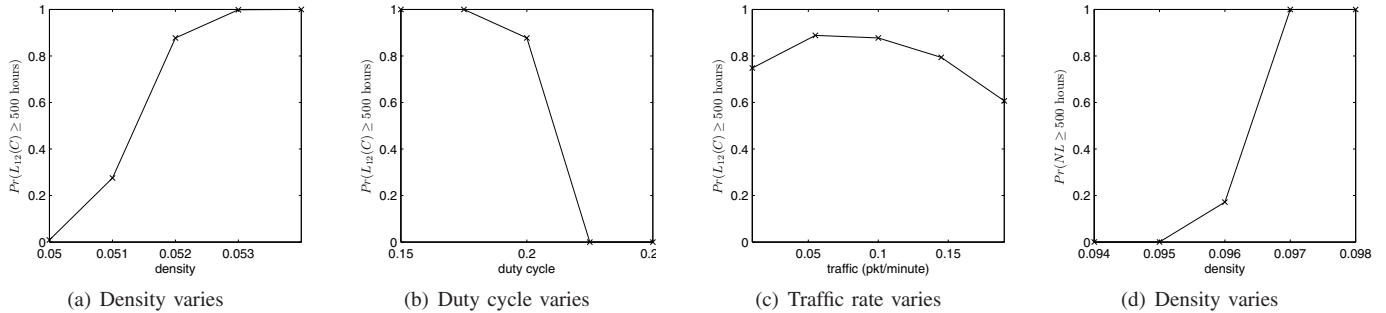 1
0.8
0.6
0.4
0.2
0
Pr(L₁₂(C) ≥ 500 hours)
0.05 0.051 0.052 0.053
density
(a) Density varies
1
0.8
0.6
0.4
0.2
0
Pr(L₁₂(C) ≥ 500 hours)
0.15 0.2 0.2
duty cycle
(b) Duty cycle varies
1
0.8
0.6
0.4
0.2
0
Pr(L₁₂(C) ≥ 500 hours)
0.05 0.1 0.15
traffic (pkt/minute)
(c) Traffic rate varies
1
0.8
0.6
0.4
0.2
0
Pr(NL ≥ 500 hours)
0.094 0.095 0.096 0.097 0.098
density
(d) Density varies